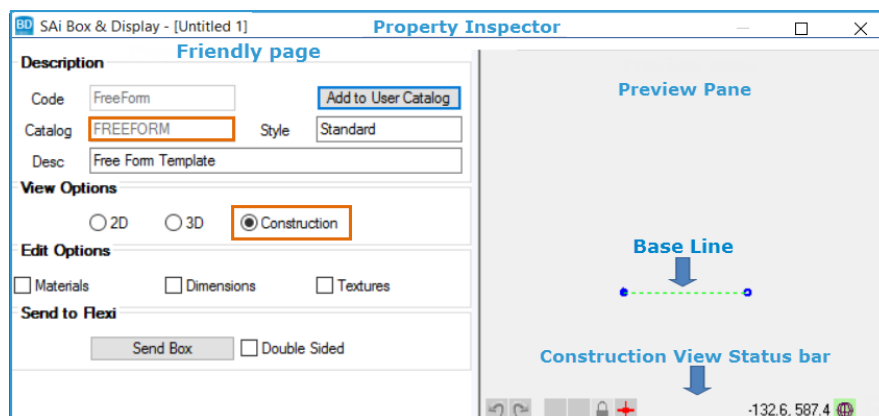 BD SAi Box & Display - [Untitled 1] Property Inspector
Friendly page
Description
Code FreeForm Add to User Catalog
Catalog FREEFORM Style Standard
Desc Free Form Template
View Options
2D 3D Construction
Edit Options
Materials Dimensions Textures
Send to Flexi
Send Box Double Sided
Preview Pane
Base Line
Construction View Status bar
-132.6, 587.4